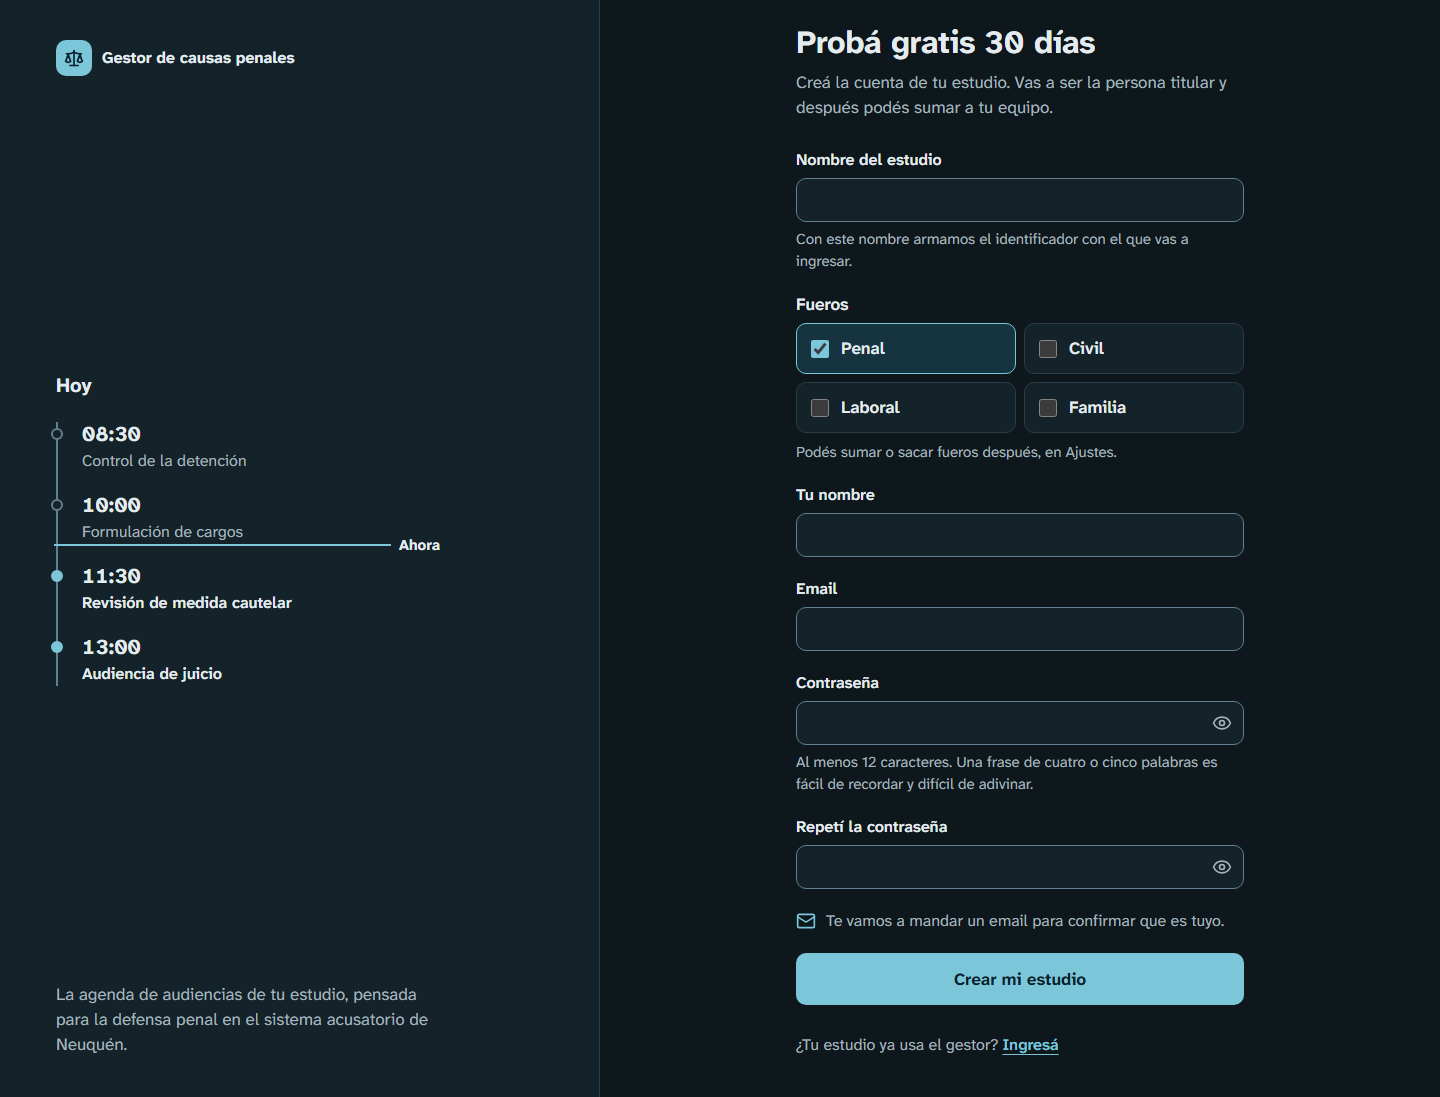 Gestor de causas penales
Hoy
08:30
Control de la detención
10:00
Formulación de cargos
Ahora
11:30
Revisión de medida cautelar
13:00
Audiencia de juicio
La agenda de audiencias de tu estudio, pensada
para la defensa penal en el sistema acusatorio de
Neuquén.
Probá gratis 30 días
Creá la cuenta de tu estudio. Vas a ser la persona titular y
después podés sumar a tu equipo.
Nombre del estudio
Con este nombre armamos el identificador con el que vas a
ingresar.
Fueros
Penal
Civil
Laboral
Familia
Podés sumar o sacar fueros después, en Ajustes.
Tu nombre
Email
Contraseña
Al menos 12 caracteres. Una frase de cuatro o cinco palabras es
fácil de recordar y difícil de adivinar.
Repetí la contraseña
Te vamos a mandar un email para confirmar que es tuyo.
Crear mi estudio
¿Tu estudio ya usa el gestor? Ingresá